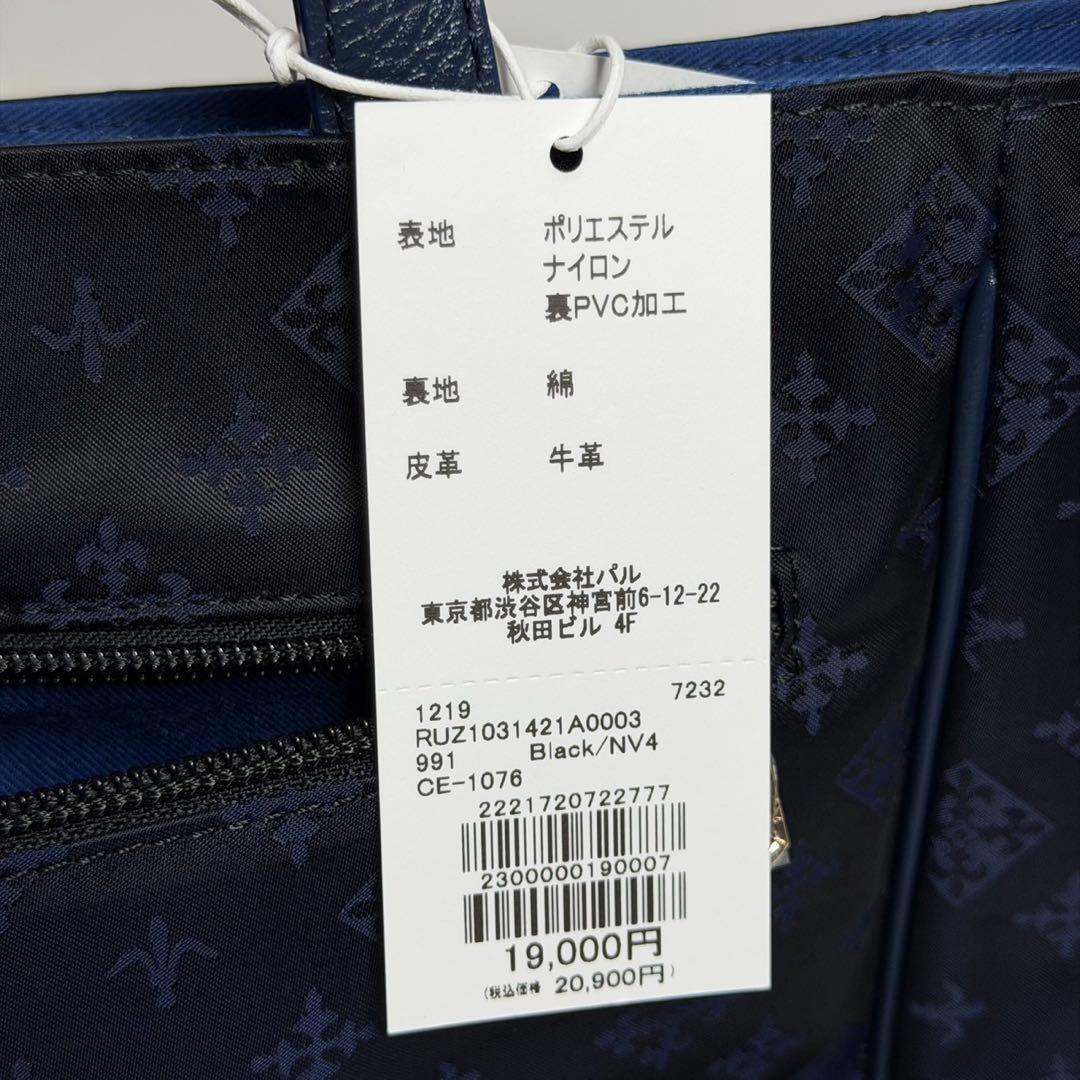 表地 ポリエステル
ナイロン
裏PVC加工
裏地 綿
皮革 牛革
株式会社パル
東京都渋谷区神宮前6-12-22
秋田ビル 4F
1219 7232
RUZ1031421A0003
991 Black/NV4
CE-1076
2221720722777
2300000190007
19,000円
(税込価格 20,900円)